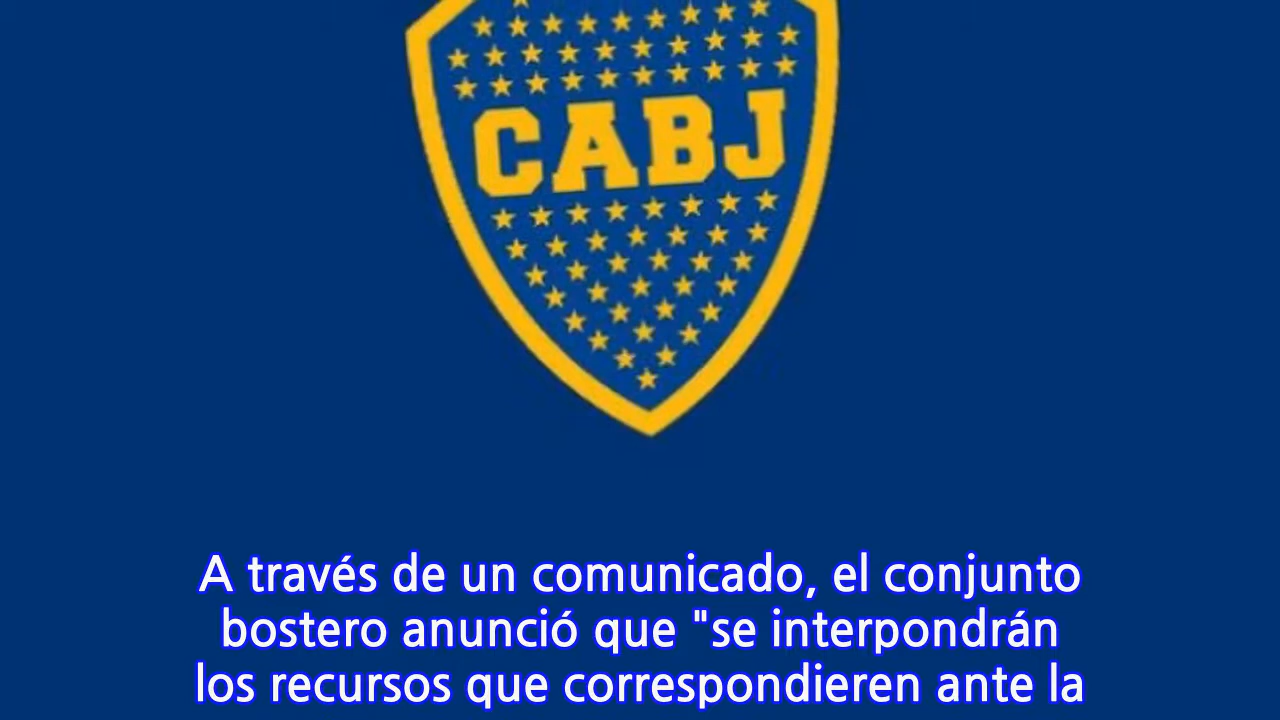 CABJ
A través de un comunicado, el conjunto
bostero anunció que "se interpondrán
los recursos que correspondieren ante la